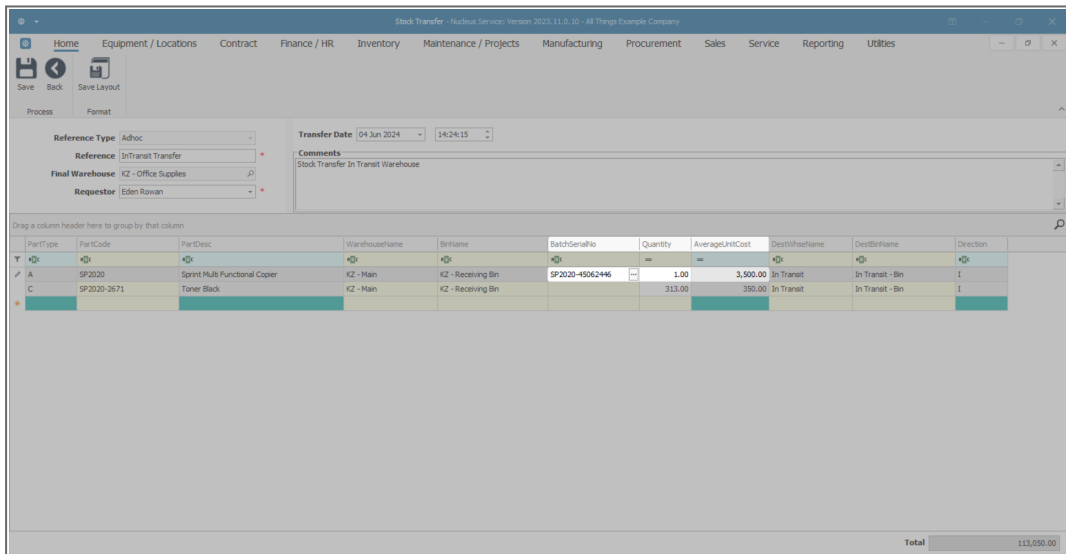 Stock Transfer - Nucleus Service: Version 2023.11.0.10 - All Things Example Company
Home Equipment / Locations Contract Finance / HR Inventory Maintenance / Projects Manufacturing Procurement Sales Service Reporting Utilities
Save Back Save Layout
Process Format
Reference Type Adhoc
Transfer Date 04 Jun 2024 14:24:15
Reference InTransit Transfer *
Comments
Stock Transfer In Transit Warehouse
Final Warehouse KZ - Office Supplies
Requestor Eden Rowan *
Drag a column header here to group by that column
PartType PartCode PartDesc WarehouseName BinName BatchSerialNo Quantity AverageUnitCost DestWhseName DestBinName Direction
= =
A SP2020 Sprint Multi Functional Copier KZ - Main KZ - Receiving Bin SP2020-45062446 ... 1.00 3,500.00 In Transit In Transit - Bin I
C SP2020-2671 Toner Black KZ - Main KZ - Receiving Bin 313.00 350.00 In Transit In Transit - Bin I
Total 113,050.00